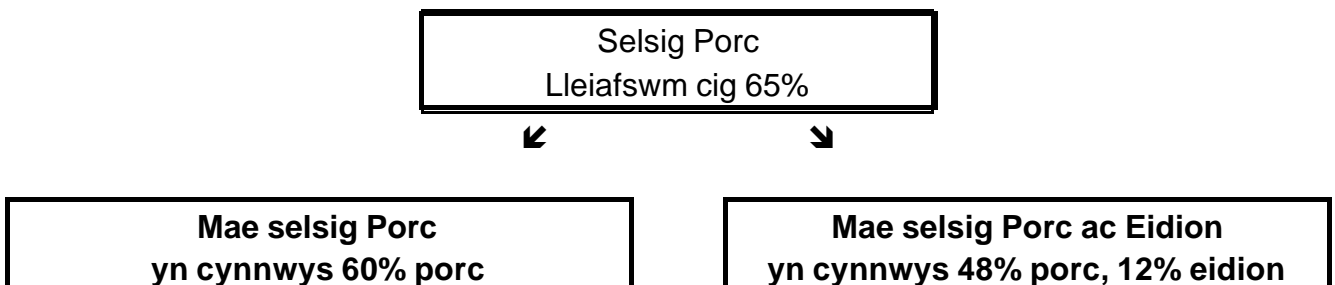 Selsig Porc
Lleiafswm cig 65%
Mae selsig Porc
yn cynnwys 60% porc
Mae selsig Porc ac Eidion
yn cynnwys 48% porc, 12% eidion